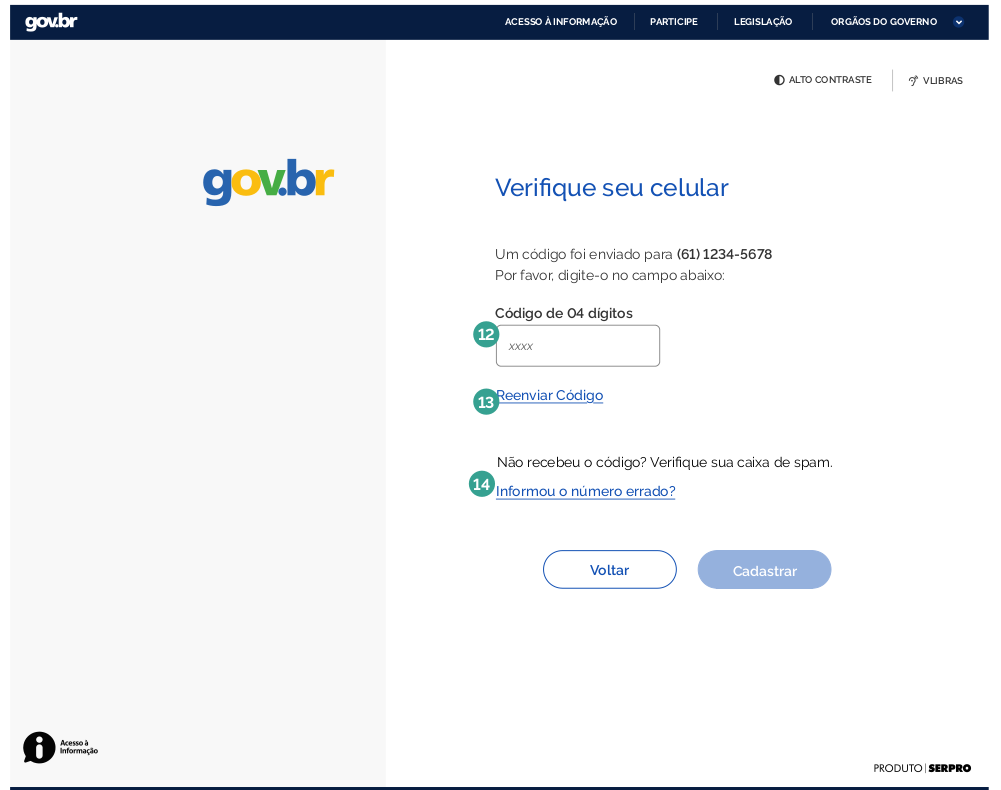 gov.br
ACESSO À INFORMAÇÃO PARTICIPE LEGISLAÇÃO ORGÃOS DO GOVERNO
ALTO CONTRASTE VLIBRAS
gov.br
Verifique seu celular
Um código foi enviado para (61) 1234-5678
Por favor, digite-o no campo abaixo:
Código de 04 dígitos
12
xxxx
13 Reenviar Código
Não recebeu o código? Verifique sua caixa de spam.
14 Informou o número errado?
Voltar Cadastrar
Acesso à
Informação
PRODUTO SERPRO